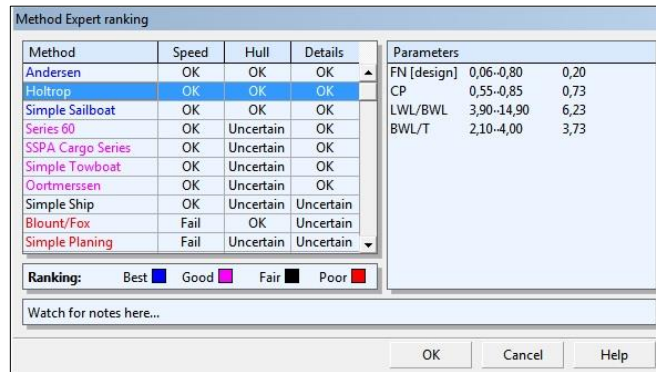 Method Expert ranking
Method Speed Hull Details
Andersen OK OK OK
Holtrop OK OK OK
Simple Sailboat OK OK OK
Series 60 OK Uncertain OK
SSPA Cargo Series OK Uncertain OK
Simple Towboat OK Uncertain OK
Oortmerssen OK Uncertain OK
Simple Ship OK Uncertain Uncertain
Blount/Fox Fail OK Uncertain
Simple Planing Fail Uncertain Uncertain
Ranking: Best Good Fair Poor
Parameters
FN [design] 0,06--0,80 0,20
CP 0,55--0,85 0,73
LWL/BWL 3,90--14,90 6,23
BWL/T 2,10--4,00 3,73
Watch for notes here...
OK Cancel Help